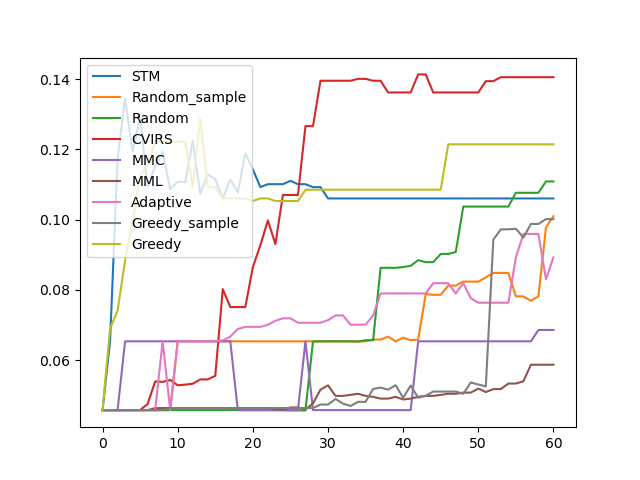 0.14
0.12
0.10
0.08
0.06
STM
Random_sample
Random
CVIRS
MMC
MML
Adaptive
Greedy_sample
Greedy
0 10 20 30 40 50 60